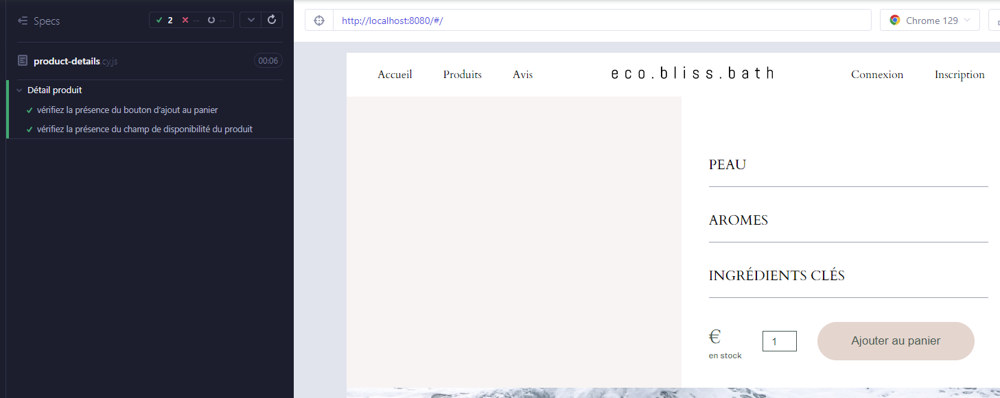 Specs
2 -- --
product-details.cy.js
00:06
Détail produit
vérifiez la présence du bouton d'ajout au panier
vérifiez la présence du champ de disponibilité du produit
http://localhost:8080/#/
Chrome 129
Accueil Produits Avis eco.bliss.bath Connexion Inscription
PEAU
AROMES
INGRÉDIENTS CLÉS
€
en stock
1
Ajouter au panier